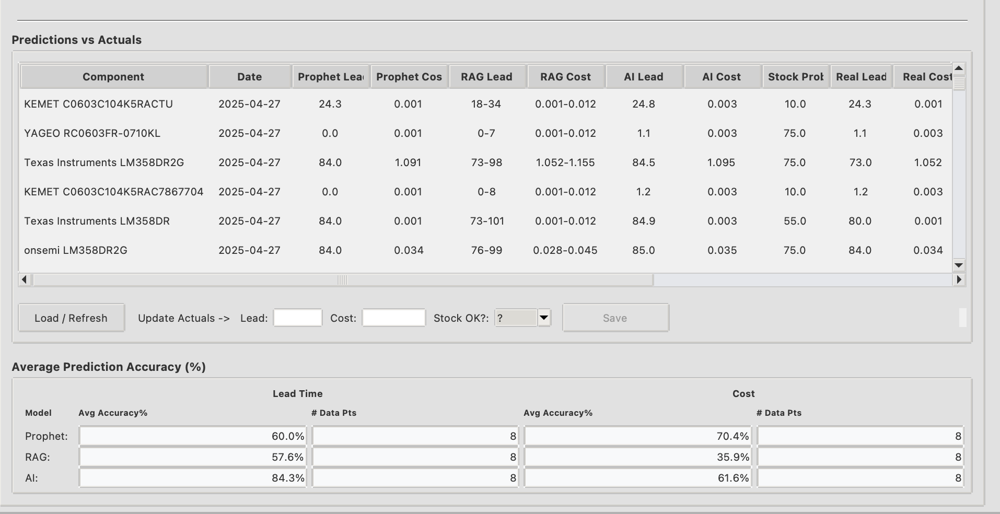 Predictions vs Actuals
Component Date Prophet Lea Prophet Cos RAG Lead RAG Cost AI Lead AI Cost Stock Prob Real Lead Real Cost
KEMET C0603C104K5RACTU 2025-04-27 24.3 0.001 18-34 0.001-0.012 24.8 0.003 10.0 24.3 0.001
YAGEO RC0603FR-0710KL 2025-04-27 0.0 0.001 0-7 0.001-0.012 1.1 0.003 75.0 1.1 0.003
Texas Instruments LM358DR2G 2025-04-27 84.0 1.091 73-98 1.052-1.155 84.5 1.095 75.0 73.0 1.052
KEMET C0603C104K5RAC7867704 2025-04-27 0.0 0.001 0-8 0.001-0.012 1.2 0.003 10.0 1.2 0.003
Texas Instruments LM358DR 2025-04-27 84.0 0.001 73-101 0.001-0.012 84.9 0.003 55.0 80.0 0.001
onsemi LM358DR2G 2025-04-27 84.0 0.034 76-99 0.028-0.045 85.0 0.035 75.0 84.0 0.034
Load / Refresh Update Actuals -> Lead: Cost: Stock OK?: ? Save
Average Prediction Accuracy (%)
Lead Time Cost
Model Avg Accuracy% # Data Pts Avg Accuracy% # Data Pts
Prophet: 60.0% 8 70.4% 8
RAG: 57.6% 8 35.9% 8
AI: 84.3% 8 61.6% 8